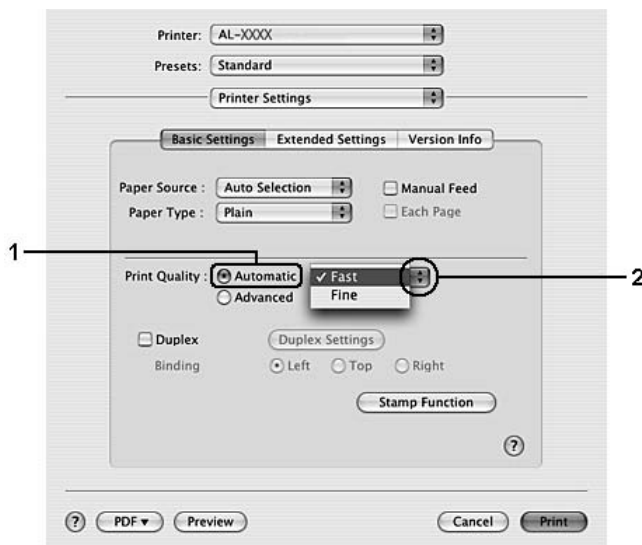 Printer: AL-XXXX
Presets: Standard
Printer Settings
Basic Settings Extended Settings Version Info
Paper Source : Auto Selection Manual Feed
Paper Type : Plain Each Page
1
Print Quality : Automatic ✓ Fast 2
Advanced Fine
Duplex Duplex Settings
Binding Left Top Right
Stamp Function
?
? PDF ▾ Preview Cancel Print